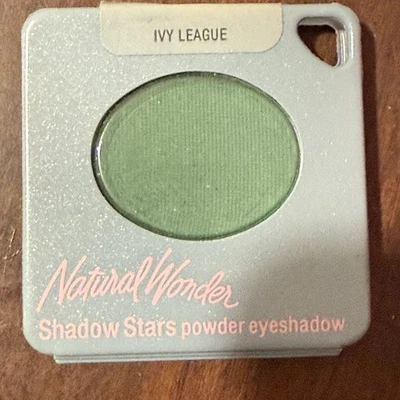 IVY LEAGUE
Natural Wonder
Shadow Stars powder eyeshadow